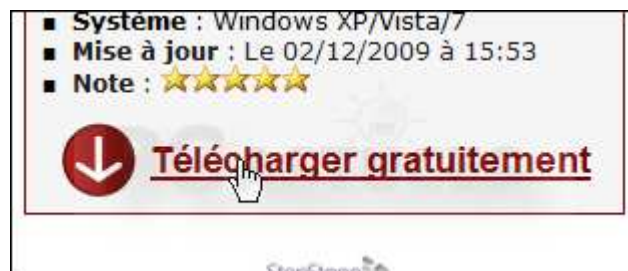 Système : Windows XP/Vista/7
Mise à jour : Le 02/12/2009 à 15:53
Note :
Télécharger gratuitement